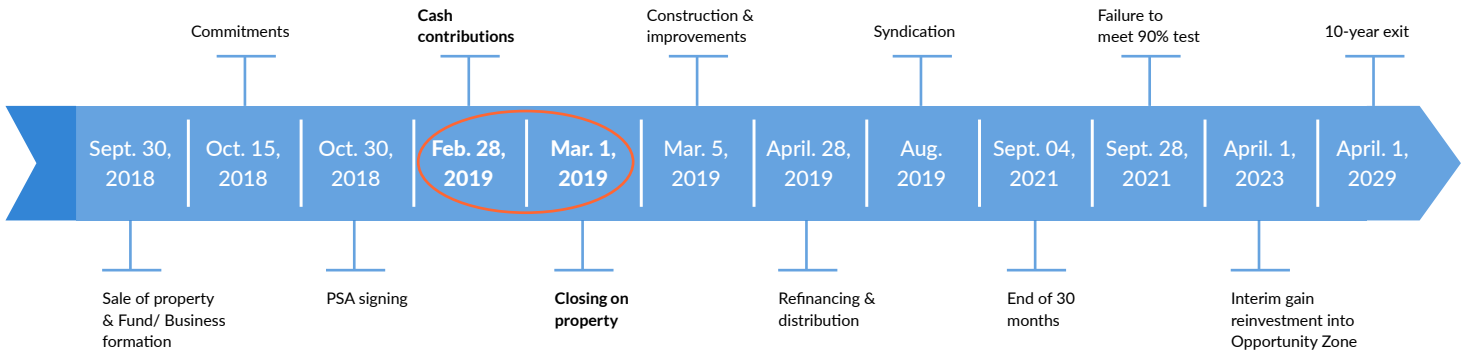 Commitments
Cash
contributions
Construction &
improvements
Syndication
Failure to
meet 90% test
10-year exit
Sept. 30,
2018
Oct. 15,
2018
Oct. 30,
2018
Feb. 28,
2019
Mar. 1,
2019
Mar. 5,
2019
April. 28,
2019
Aug.
2019
Sept. 04,
2021
Sept. 28,
2021
April. 1,
2023
April. 1,
2029
Sale of property
& Fund/ Business
formation
PSA signing
Closing on
property
Refinancing &
distribution
End of 30
months
Interim gain
reinvestment into
Opportunity Zone